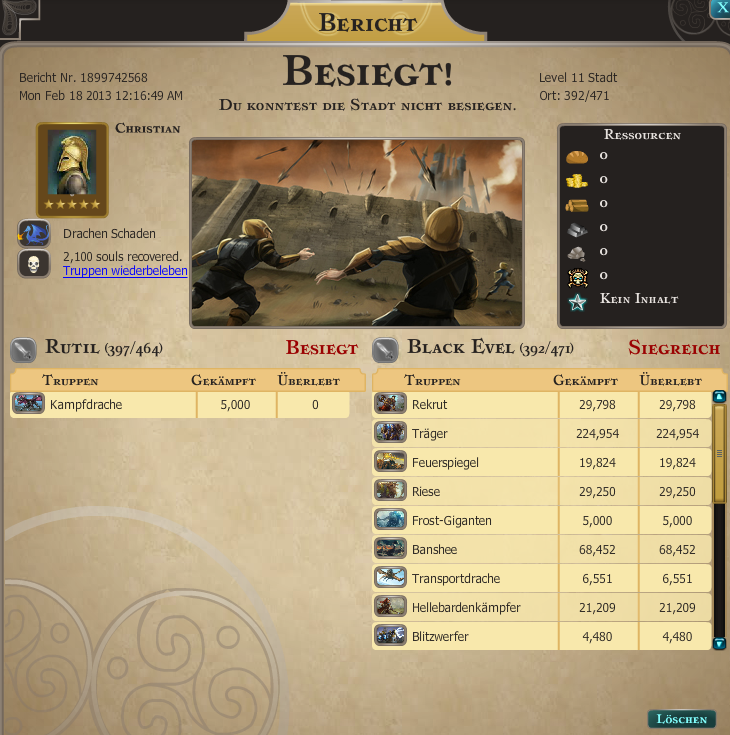 X
Bericht
Besiegt!
Bericht Nr. 1899742568
Mon Feb 18 2013 12:16:49 AM
Level 11 Stadt
Ort: 392/471
Du konntest die Stadt nicht besiegen.
Christian
Drachen Schaden
2,100 souls recovered.
Truppen wiederbeleben
Ressourcen
0
0
0
0
0
0
Kein Inhalt
Rutil (397/464) Besiegt
Truppen Gekämpft Überlebt
Kampfdrache 5,000 0
Black Evel (392/471) Siegreich
Truppen Gekämpft Überlebt
Rekrut 29,798 29,798
Träger 224,954 224,954
Feuerspiegel 19,824 19,824
Riese 29,250 29,250
Frost-Giganten 5,000 5,000
Banshee 68,452 68,452
Transportdrache 6,551 6,551
Hellebardenkämpfer 21,209 21,209
Blitzwerfer 4,480 4,480
Löschen